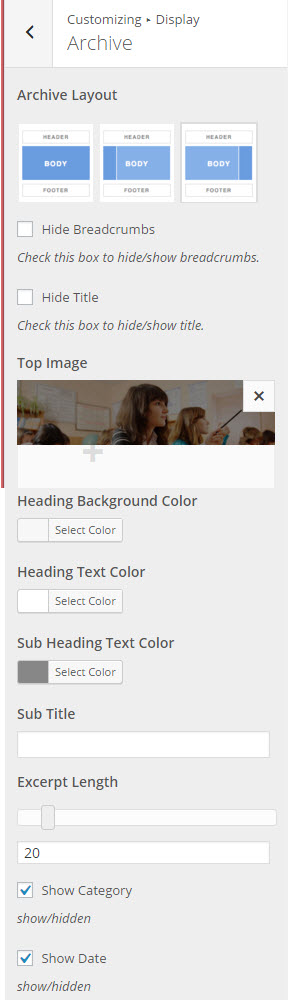 Customizing ▸ Display
Archive
Archive Layout
HEADER HEADER HEADER
BODY BODY BODY
FOOTER FOOTER FOOTER
Hide Breadcrumbs
Check this box to hide/show breadcrumbs.
Hide Title
Check this box to hide/show title.
Top Image
Heading Background Color
Select Color
Heading Text Color
Select Color
Sub Heading Text Color
Select Color
Sub Title
Excerpt Length
20
Show Category
show/hidden
Show Date
show/hidden